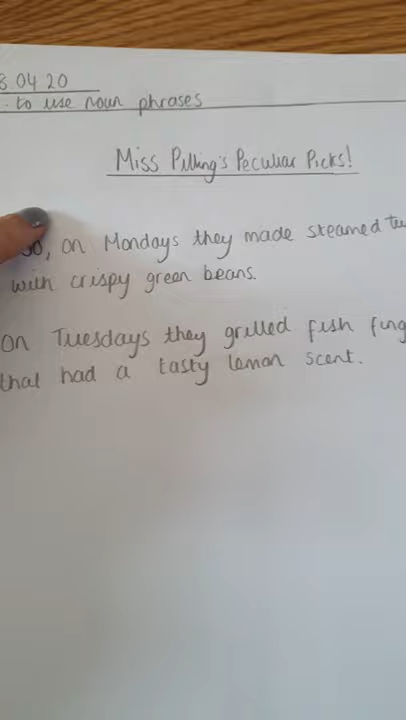 8.04.20
to use noun phrases
Miss Pilling's Peculiar Picks!
So, on Mondays they made steamed
with crispy green beans.
On Tuesdays they grilled fish
that had a tasty lemon scent.